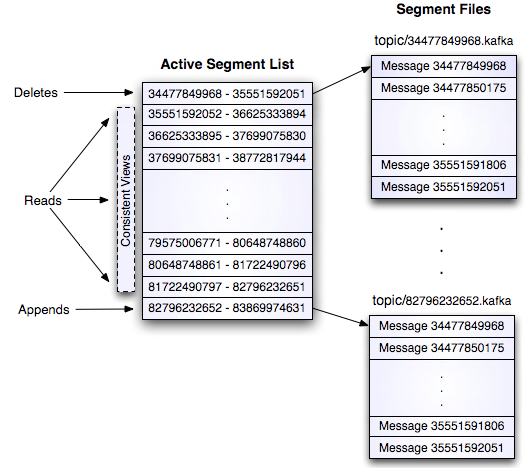 Segment Files
topic/34477849968.kafka
Active Segment List
Message 34477849968
Message 34477850175
.
.
.
Message 35551591806
Message 35551592051
Deletes
34477849968 - 35551592051
35551592052 - 36625333894
36625333895 - 37699075830
37699075831 - 38772817944
.
.
.
79575006771 - 80648748860
80648748861 - 81722490796
81722490797 - 82796232651
82796232652 - 83869974631
Consistent Views
Reads
Appends
.
.
.
topic/82796232652.kafka
Message 34477849968
Message 34477850175
.
.
.
Message 35551591806
Message 35551592051